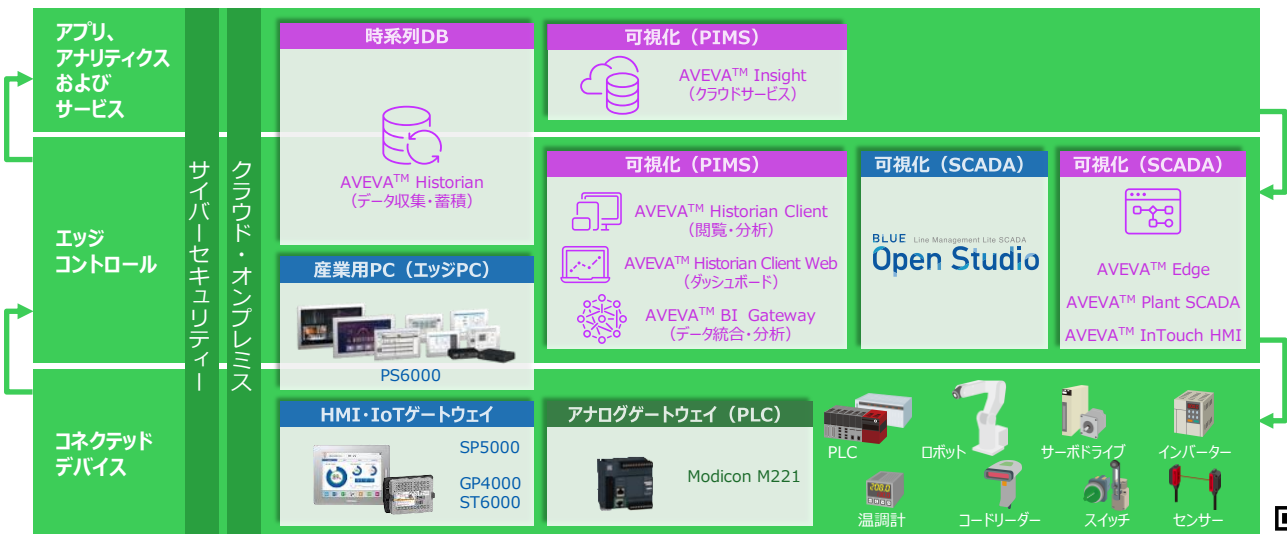 アプリ、
アナリティクス
および
サービス
エッジ
コントロール
コネクテッド
デバイス
サイバーセキュリティー
クラウド・オンプレミス
時系列DB
AVEVA™ Historian
（データ収集・蓄積）
可視化（PIMS）
AVEVA™ Insight
（クラウドサービス）
可視化（PIMS）
AVEVA™ Historian Client
（閲覧・分析）
AVEVA™ Historian Client Web
（ダッシュボード）
AVEVA™ BI Gateway
（データ統合・分析）
可視化（SCADA）
BLUE Line Management Lite SCADA
Open Studio
可視化（SCADA）
AVEVA™ Edge
AVEVA™ Plant SCADA
AVEVA™ InTouch HMI
産業用PC（エッジPC）
PS6000
HMI・IoTゲートウェイ
SP5000
GP4000
ST6000
アナログゲートウェイ（PLC）
Modicon M221
PLC
ロボット
サーボドライブ
インバーター
温調計
コードリーダー
スイッチ
センサー